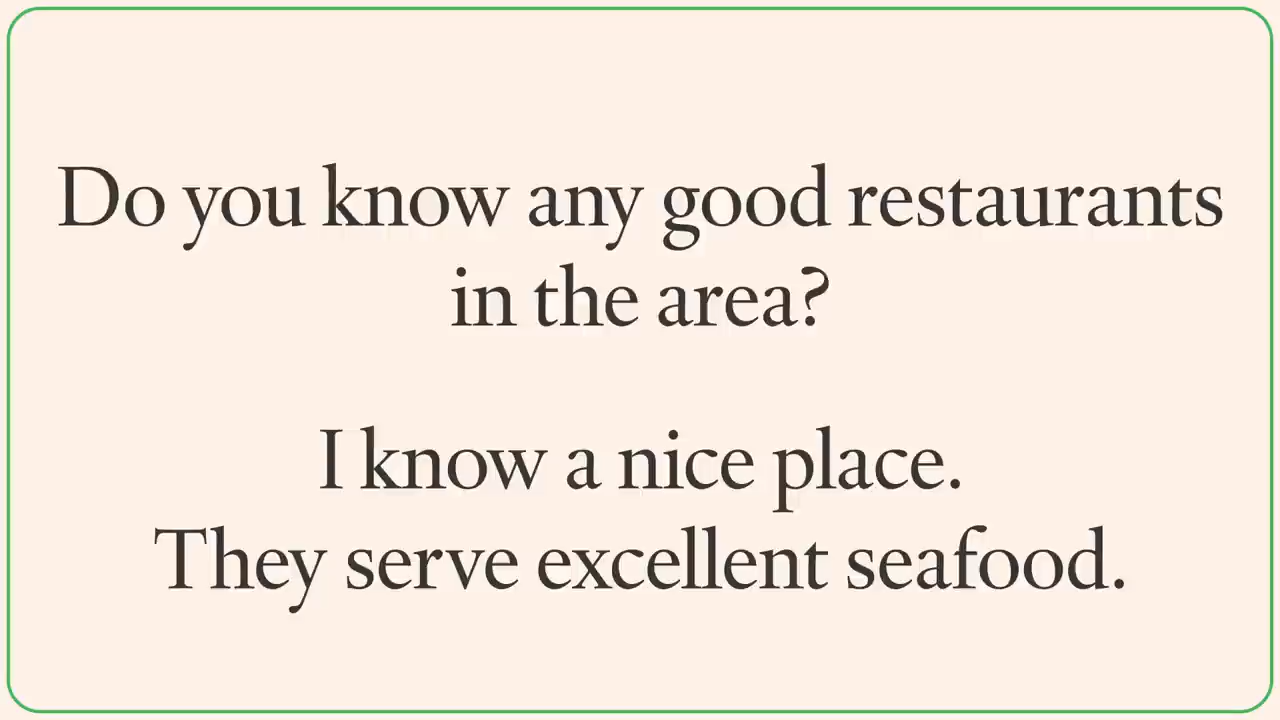 Do you know any good restaurants
in the area?
I know a nice place.
They serve excellent seafood.